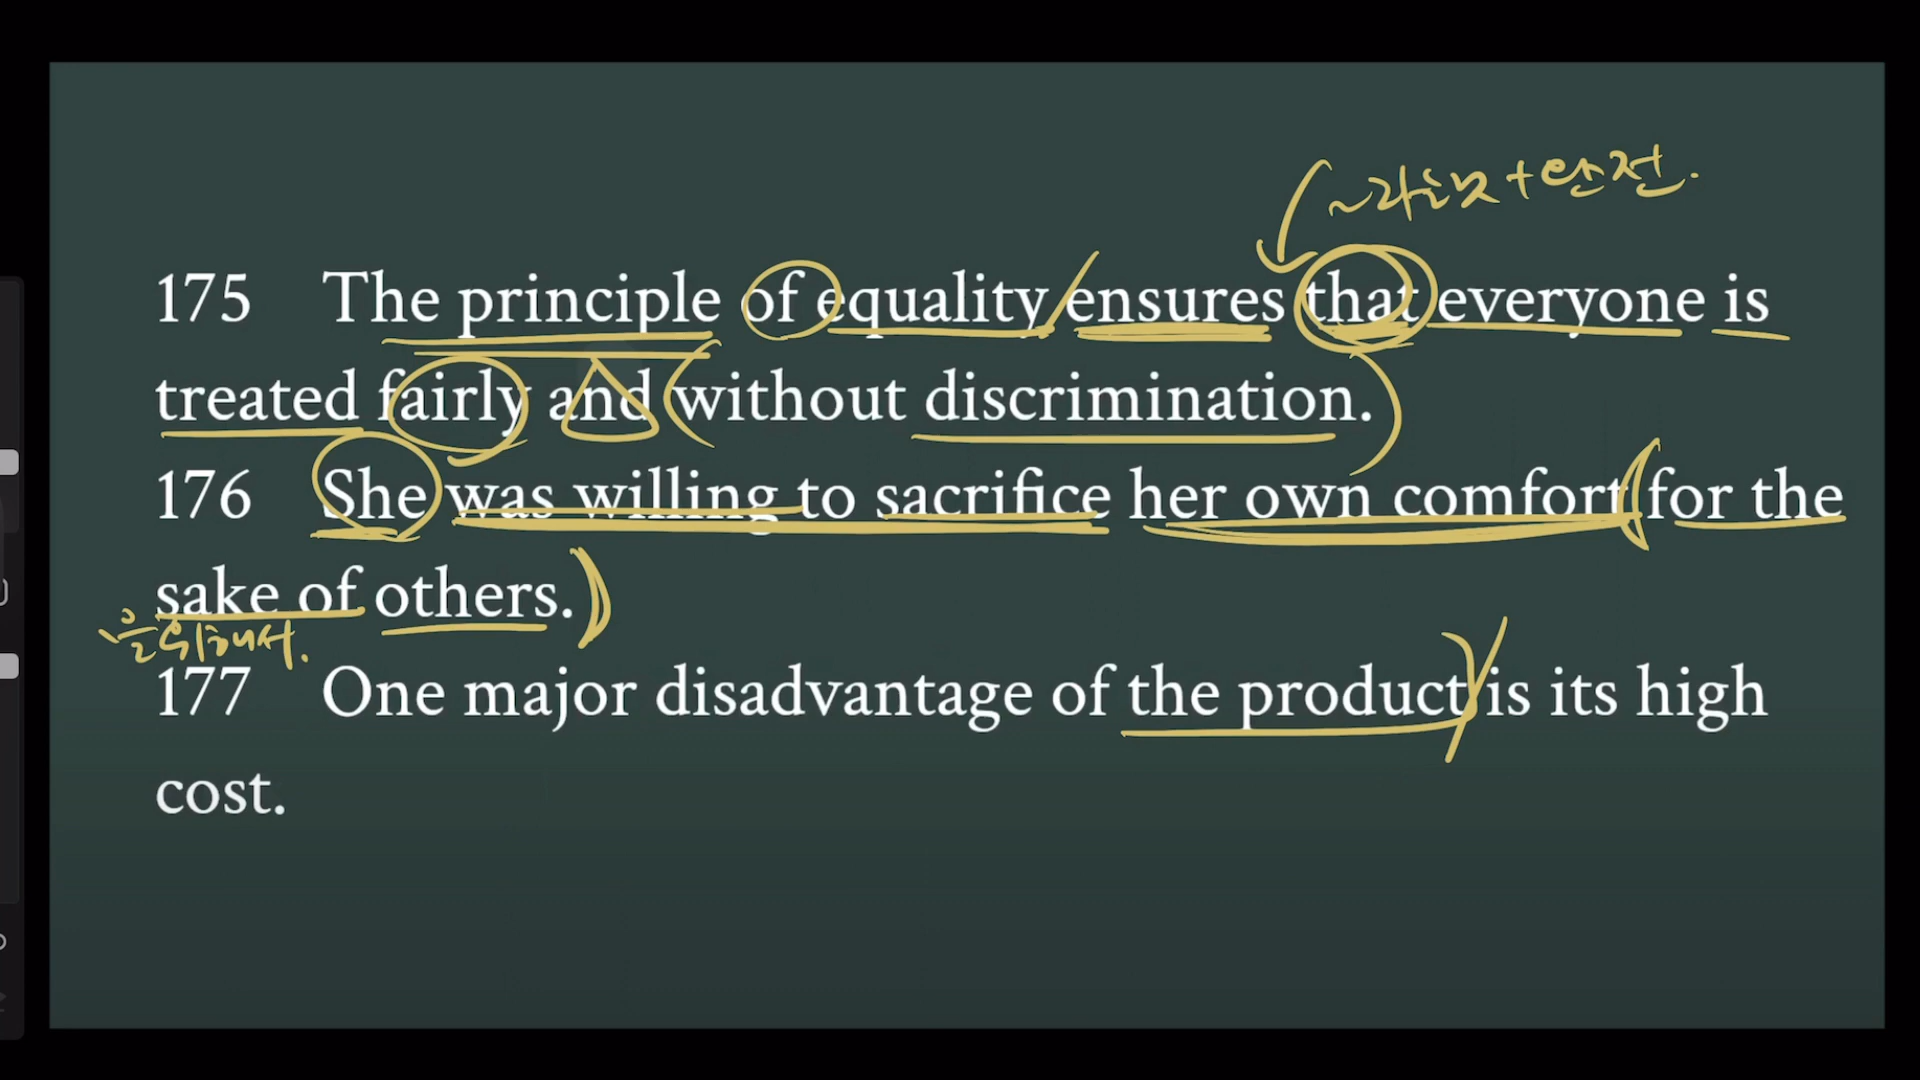 ~라는것+완전.
175 The principle of equality ensures that everyone is
treated fairly and without discrimination.
176 She was willing to sacrifice her own comfort for the
sake of others.
~을 위해서.
177 One major disadvantage of the product is its high
cost.